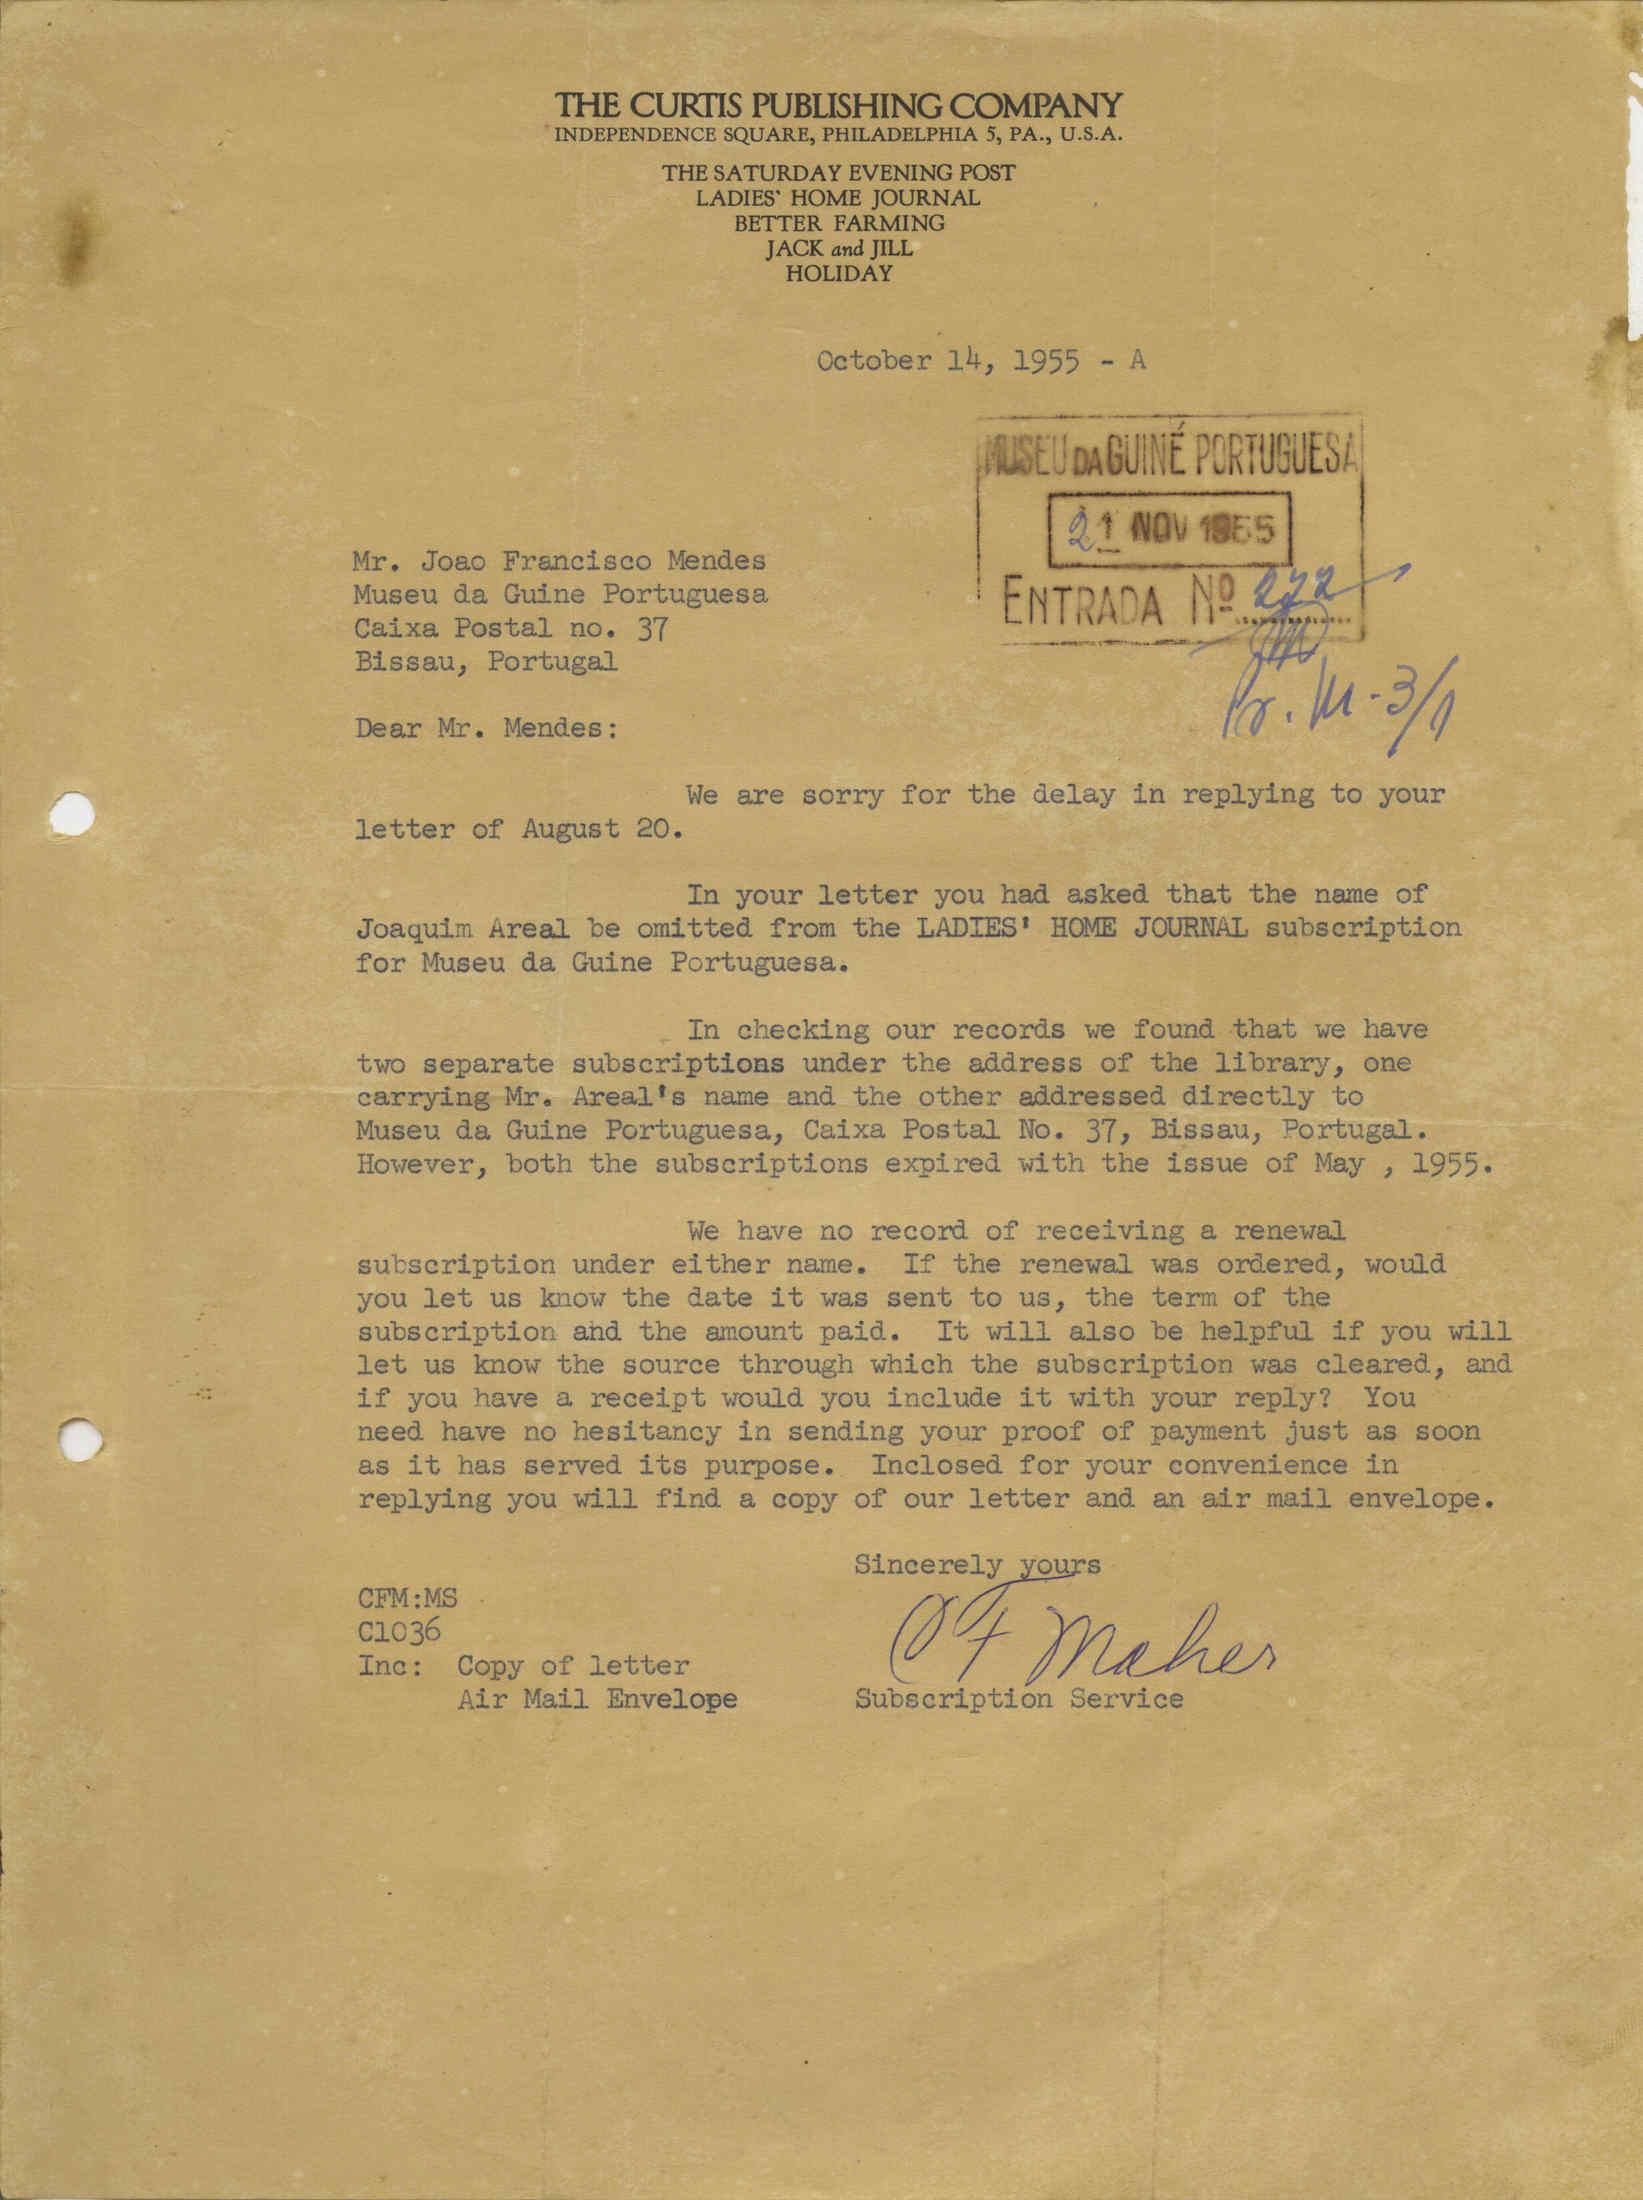 THE CURTIS PUBLISHING COMPANY
INDEPENDENCE SQUARE, PHILADELPHIA 5, PA., U.S.A.
THE SATURDAY EVENING POST
LADIES' HOME JOURNAL
BETTER FARMING
JACK and JILL
HOLIDAY
October 14, 1955 - A
MUSEU DA GUINÉ PORTUGUESA
21 NOV 1955
ENTRADA Nº 272
Pr. M-3/1
Mr. Joao Francisco Mendes
Museu da Guine Portuguesa
Caixa Postal no. 37
Bissau, Portugal
Dear Mr. Mendes:
We are sorry for the delay in replying to your
letter of August 20.
In your letter you had asked that the name of
Joaquim Areal be omitted from the LADIES' HOME JOURNAL subscription
for Museu da Guine Portuguesa.
In checking our records we found that we have
two separate subscriptions under the address of the library, one
carrying Mr. Areal's name and the other addressed directly to
Museu da Guine Portuguesa, Caixa Postal No. 37, Bissau, Portugal.
However, both the subscriptions expired with the issue of May , 1955.
We have no record of receiving a renewal
subscription under either name. If the renewal was ordered, would
you let us know the date it was sent to us, the term of the
subscription and the amount paid. It will also be helpful if you will
let us know the source through which the subscription was cleared, and
if you have a receipt would you include it with your reply? You
need have no hesitancy in sending your proof of payment just as soon
as it has served its purpose. Inclosed for your convenience in
replying you will find a copy of our letter and an air mail envelope.
Sincerely yours
CFM:MS
C1036
Inc: Copy of letter
Air Mail Envelope
C F Maher
Subscription Service